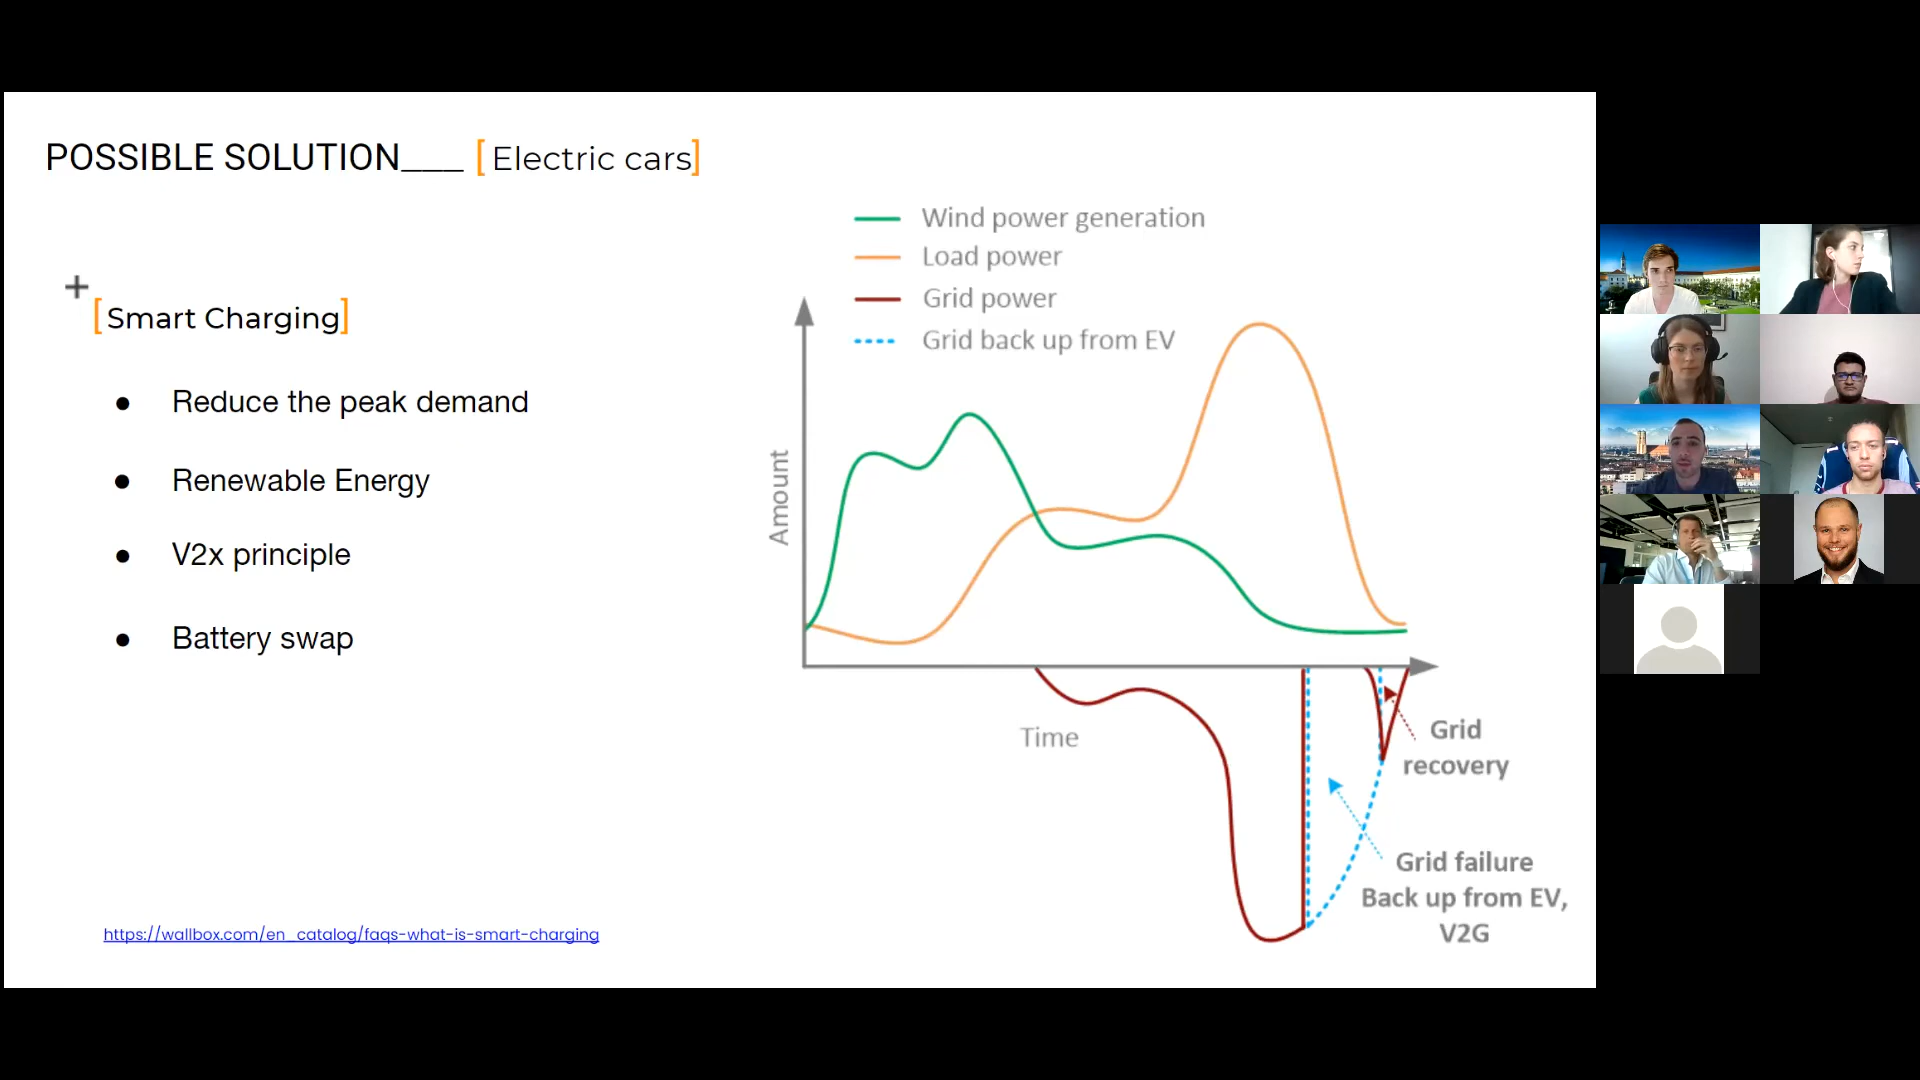 POSSIBLE SOLUTION___ [Electric cars]
+
[Smart Charging]
● Reduce the peak demand
● Renewable Energy
● V2x principle
● Battery swap
https://wallbox.com/en_catalog/faqs-what-is-smart-charging
Wind power generation
Load power
Grid power
Grid back up from EV
Amount
Time
Grid
recovery
Grid failure
Back up from EV,
V2G